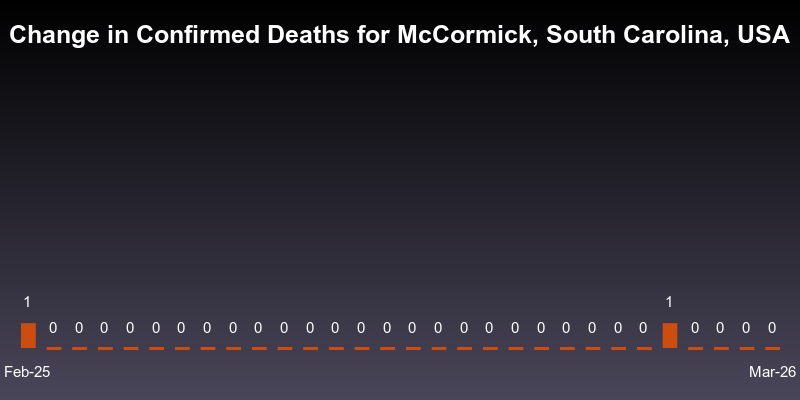 Change in Confirmed Deaths for McCormick, South Carolina, USA
1 1
0 0 0 0 0 0 0 0 0 0 0 0 0 0 0 0 0 0 0 0 0 0 0 0 0 0 0 0
Feb-25 Mar-26